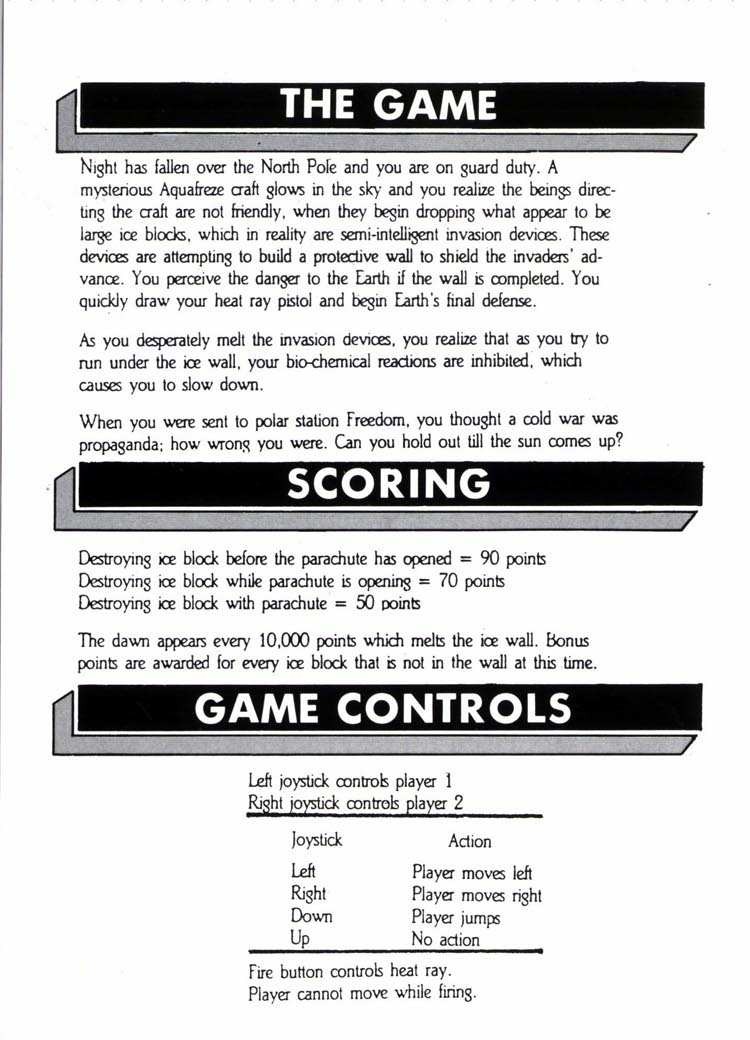 THE GAME
Night has fallen over the North Pole and you are on guard duty. A
mysterious Aquafreze craft glows in the sky and you realize the beings direc-
ting the craft are not friendly, when they begin dropping what appear to be
large ice blocks, which in reality are semi-intelligent invasion devices. These
devices are attempting to build a protective wall to shield the invaders' ad-
vance. You perceive the danger to the Earth if the wall is completed. You
quickly draw your heat ray pistol and begin Earth's final defense.
As you desperately melt the invasion devices, you realize that as you try to
run under the ice wall, your bio-chemical reactions are inhibited, which
causes you to slow down.
When you were sent to polar station Freedom, you thought a cold war was
propaganda; how wrong you were. Can you hold out till the sun comes up?
SCORING
Destroying ice block before the parachute has opened = 90 points
Destroying ice block while parachute is opening = 70 points
Destroying ice block with parachute = 50 points
The dawn appears every 10,000 points which melts the ice wall. Bonus
points are awarded for every ice block that is not in the wall at this time.
GAME CONTROLS
Left joystick controls player 1
Right joystick controls player 2
Joystick Action
Left Player moves left
Right Player moves right
Down Player jumps
Up No action
Fire button controls heat ray.
Player cannot move while firing.